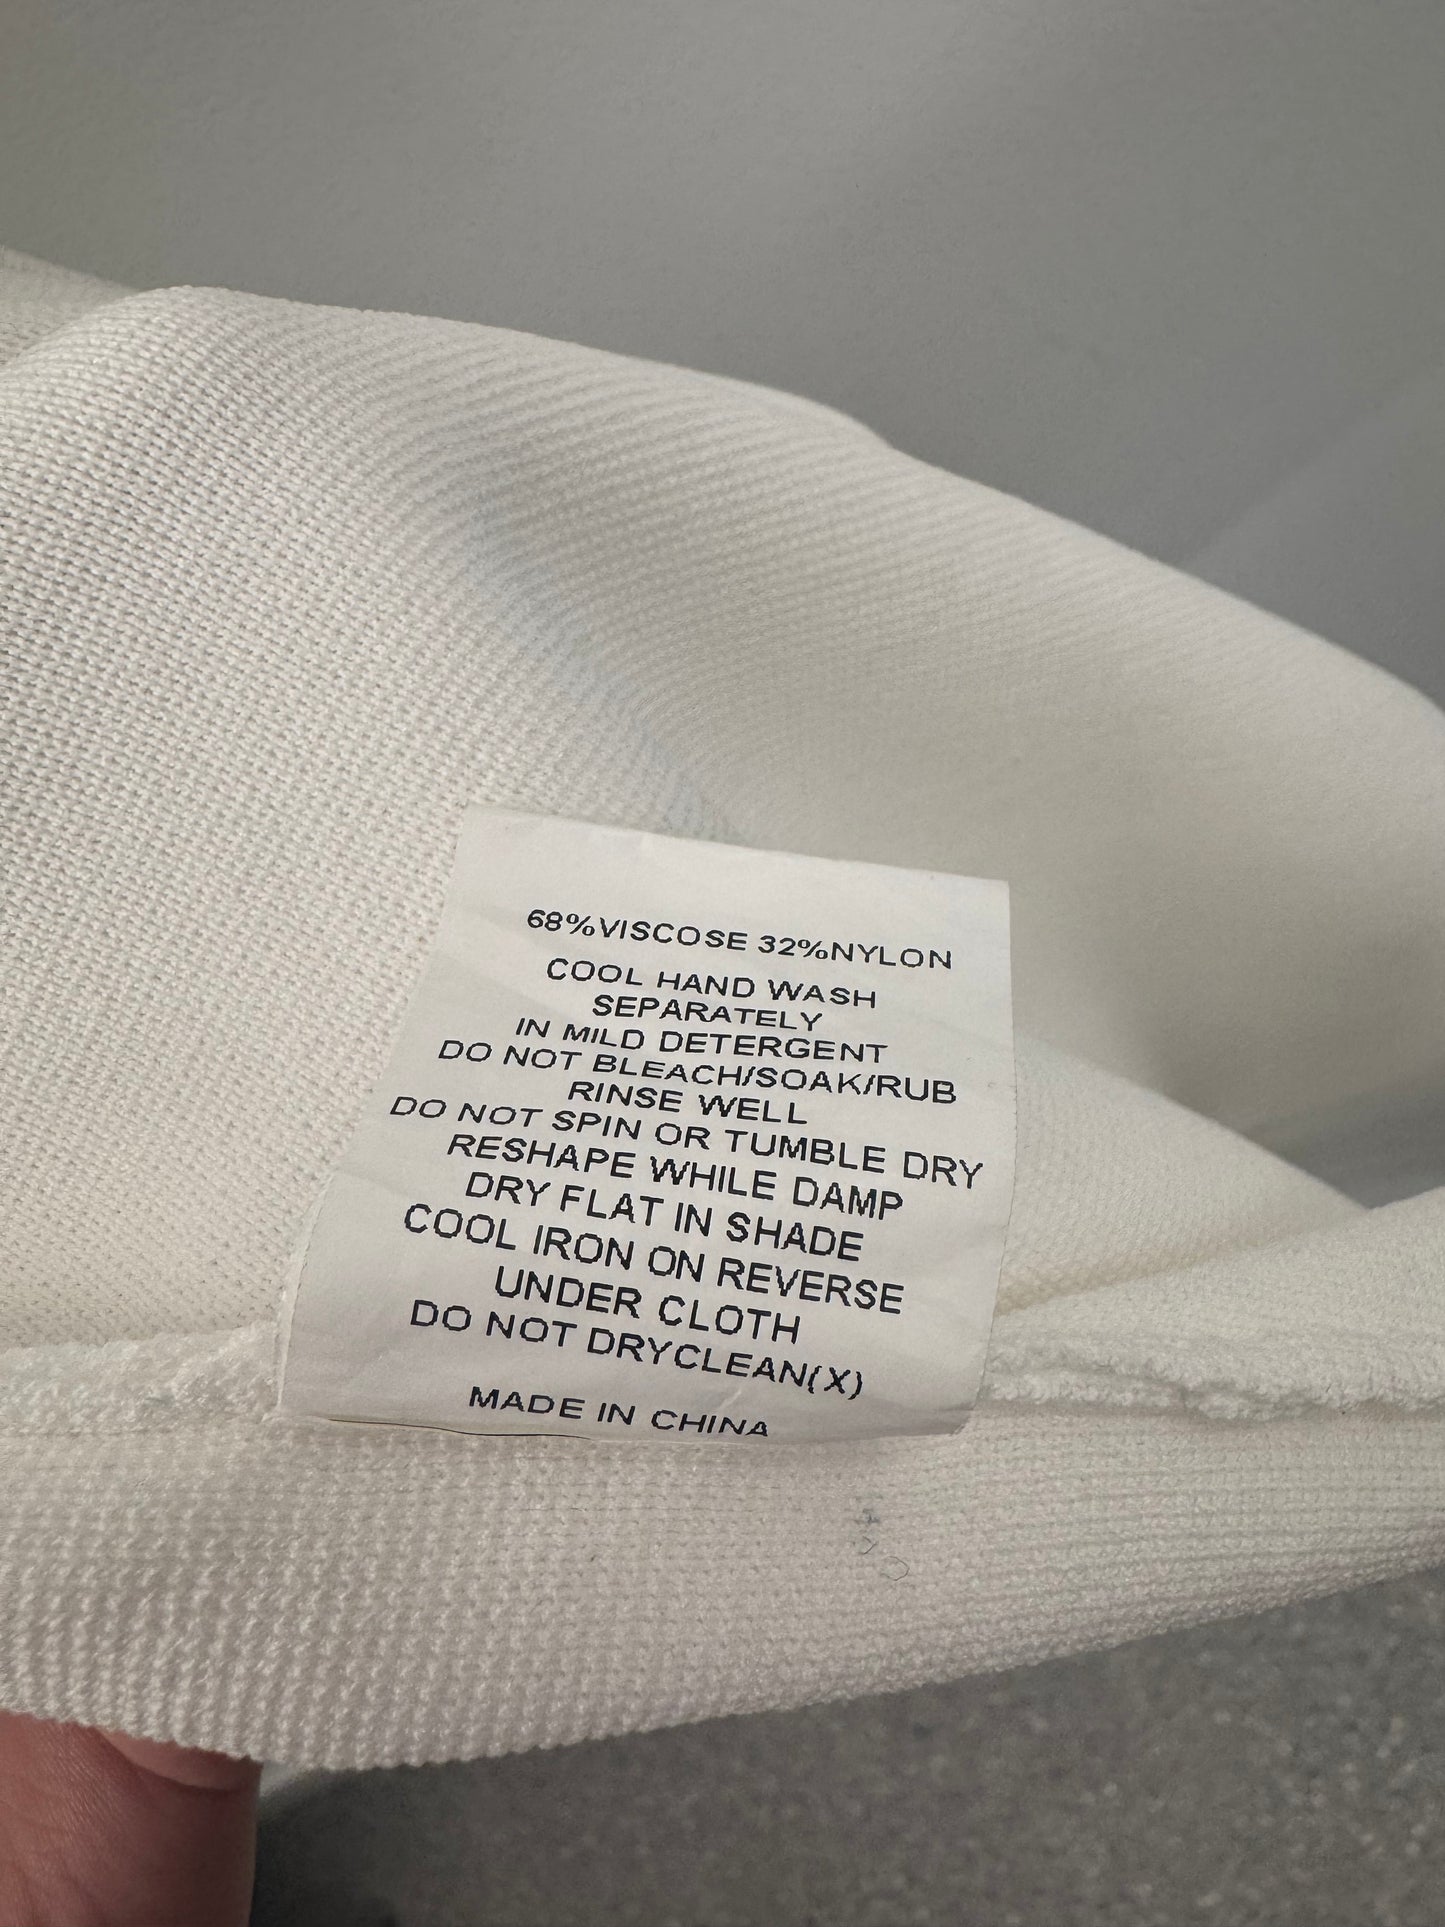 68%VISCOSE 32%NYLON
COOL HAND WASH
SEPARATELY
IN MILD DETERGENT
DO NOT BLEACH/SOAK/RUB
RINSE WELL
DO NOT SPIN OR TUMBLE DRY
RESHAPE WHILE DAMP
DRY FLAT IN SHADE
COOL IRON ON REVERSE
UNDER CLOTH
DO NOT DRYCLEAN(X)
MADE IN CHINA